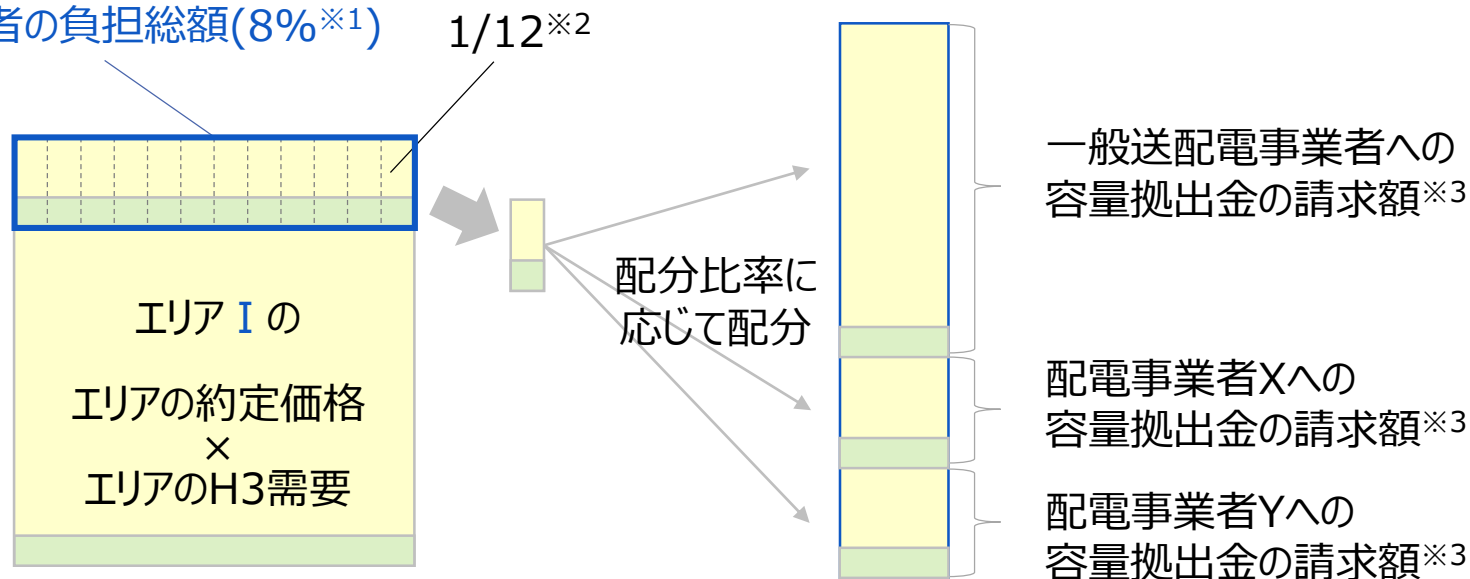 者の負担総額(8%※1)
1/12※2
エリア I の
エリアの約定価格
×
エリアのH3需要
配分比率に
応じて配分
一般送配電事業者への
容量拠出金の請求額※3
配電事業者Xへの
容量拠出金の請求額※3
配電事業者Yへの
容量拠出金の請求額※3